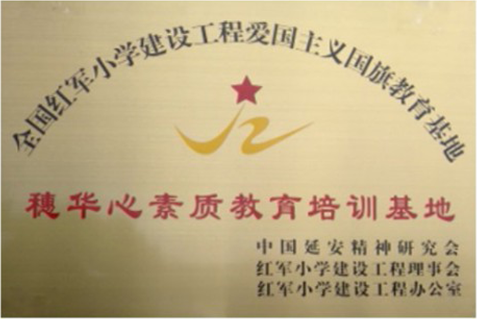 全国红军小学建设工程爱国主义国旗教育基地
穗华心素质教育培训基地
中国延安精神研究会
红军小学建设工程理事会
红军小学建设工程办公室